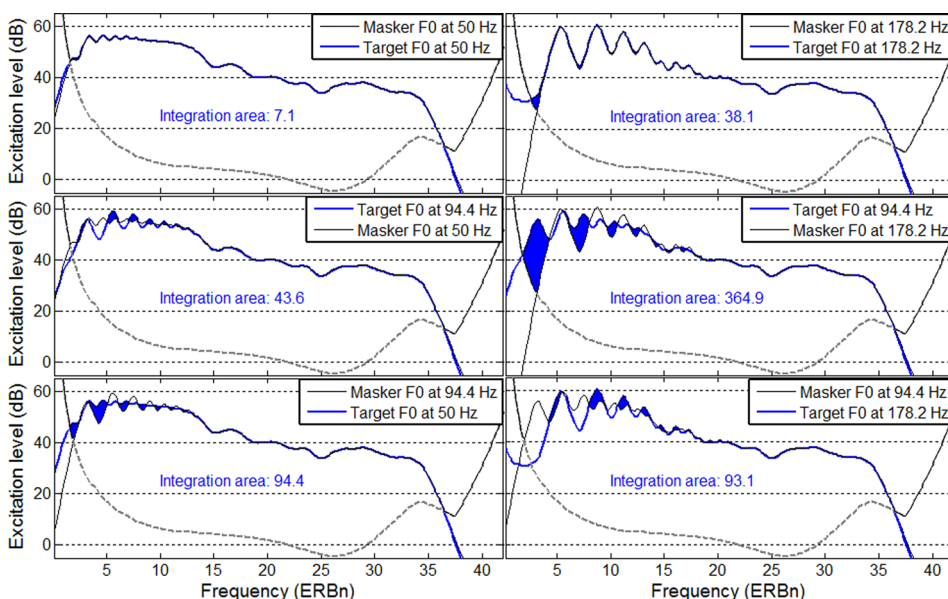 Excitation level (dB)
60
40
20
0
Masker F0 at 50 Hz
Target F0 at 50 Hz
Integration area: 7.1
Masker F0 at 178.2 Hz
Target F0 at 178.2 Hz
Integration area: 38.1
Excitation level (dB)
60
40
20
0
Target F0 at 94.4 Hz
Masker F0 at 50 Hz
Integration area: 43.6
Target F0 at 94.4 Hz
Masker F0 at 178.2 Hz
Integration area: 364.9
Excitation level (dB)
60
40
20
0
Masker F0 at 94.4 Hz
Target F0 at 50 Hz
Integration area: 94.4
Masker F0 at 94.4 Hz
Target F0 at 178.2 Hz
Integration area: 93.1
5 10 15 20 25 30 35 40
5 10 15 20 25 30 35 40
Frequency (ERBn)
Frequency (ERBn)